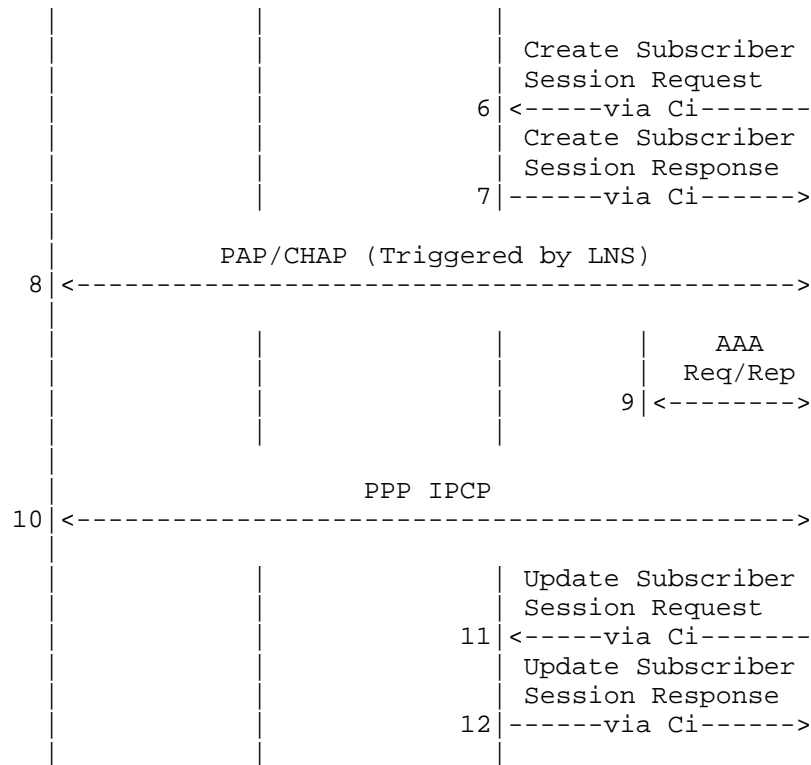 Create Subscriber
Session Request
6|<-----via Ci-------
Create Subscriber
Session Response
7|------via Ci------>
PAP/CHAP (Triggered by LNS)
8|<--------------------------------------------->
AAA
Req/Rep
9|<-------->
PPP IPCP
10|<--------------------------------------------->
Update Subscriber
Session Request
11|<-----via Ci-------
Update Subscriber
Session Response
12|------via Ci------>